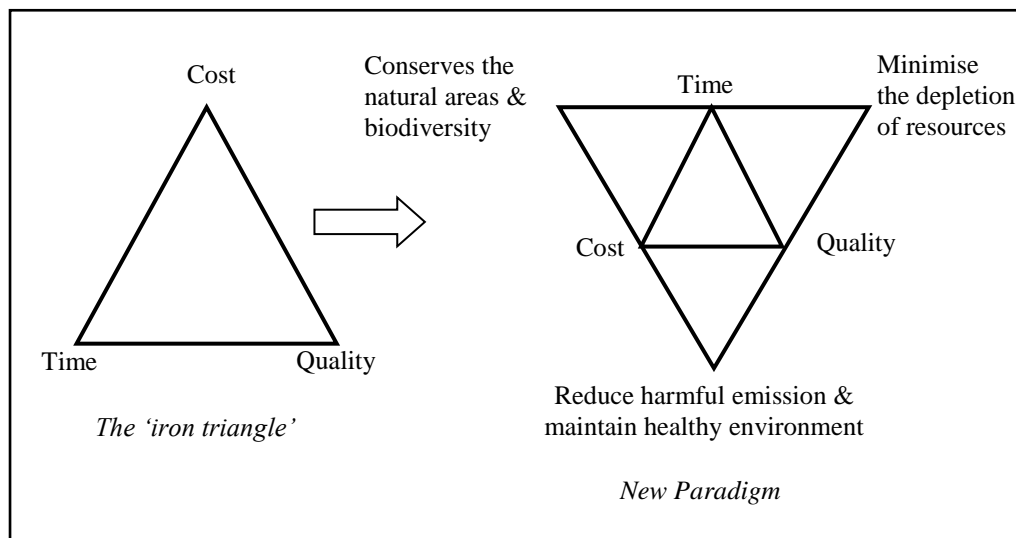 Cost
Time
Quality
The ‘iron triangle’
Conserves the
natural areas &
biodiversity
Time
Minimise
the depletion
of resources
Cost
Quality
Reduce harmful emission &
maintain healthy environment
New Paradigm